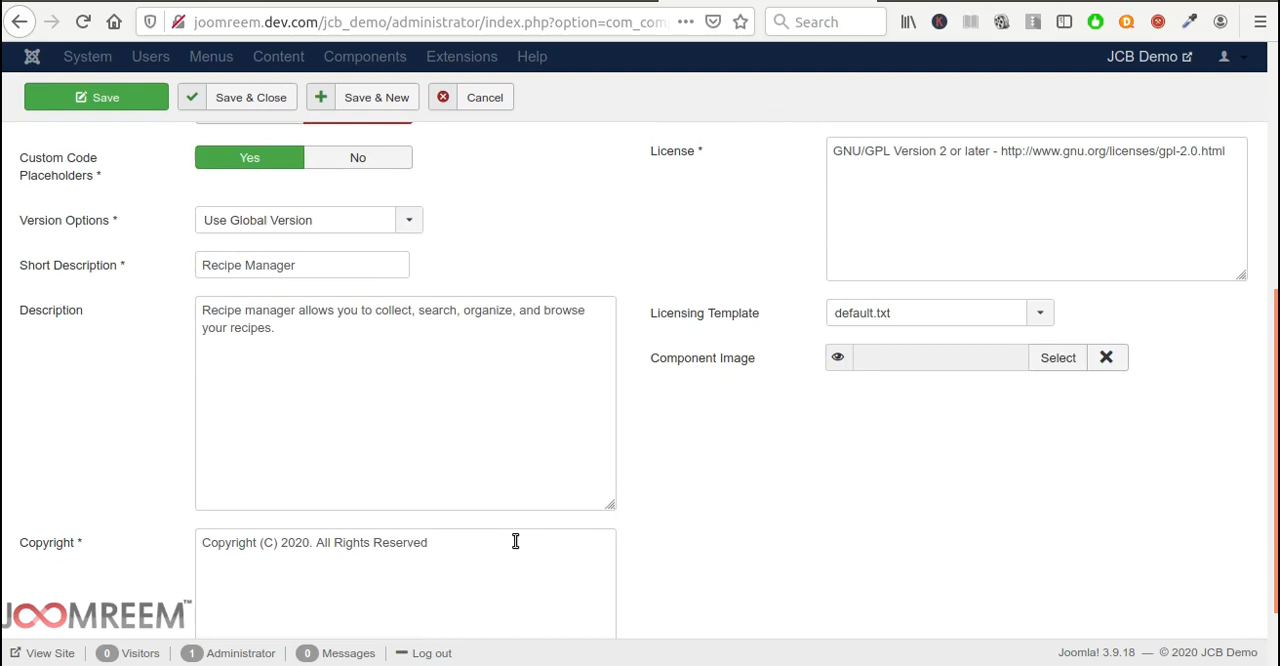 joomreem.dev.com/jcb_demo/administrator/index.php?option=com_com
Search
System Users Menus Content Components Extensions Help
JCB Demo
Save
Save & Close
Save & New
Cancel
Custom Code Placeholders *
Yes
No
Version Options *
Use Global Version
Short Description *
Recipe Manager
Description
Recipe manager allows you to collect, search, organize, and browse
your recipes.
Copyright *
Copyright (C) 2020. All Rights Reserved
License *
GNU/GPL Version 2 or later - http://www.gnu.org/licenses/gpl-2.0.html
Licensing Template
default.txt
Component Image
Select
JOOMREEM™
View Site
0 Visitors
1 Administrator
0 Messages
Log out
Joomla! 3.9.18 — © 2020 JCB Demo